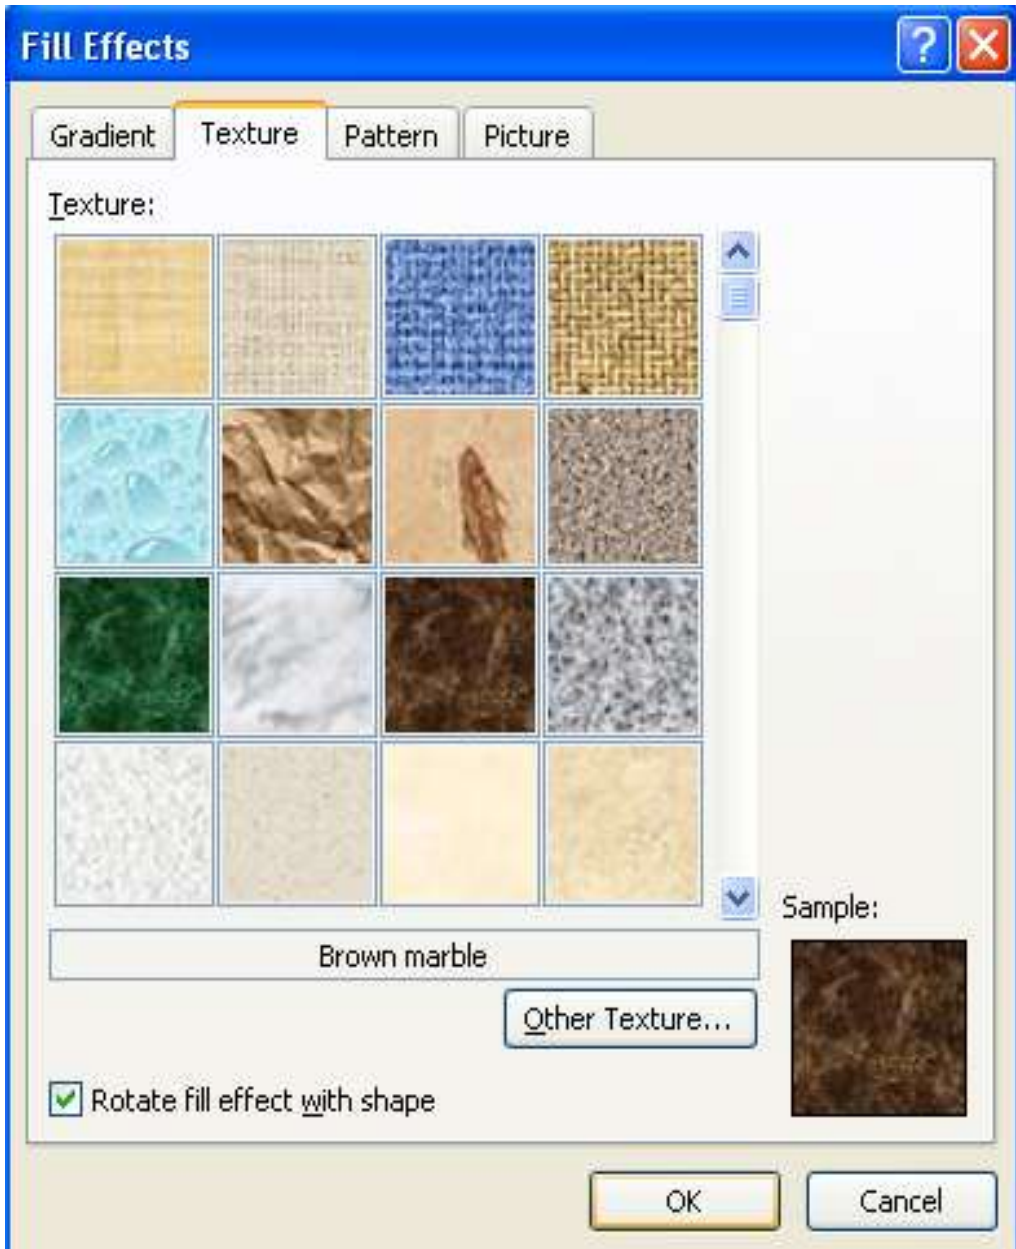 Fill Effects
Gradient Texture Pattern Picture
Texture:
Sample:
Brown marble
Other Texture...
Rotate fill effect with shape
OK Cancel